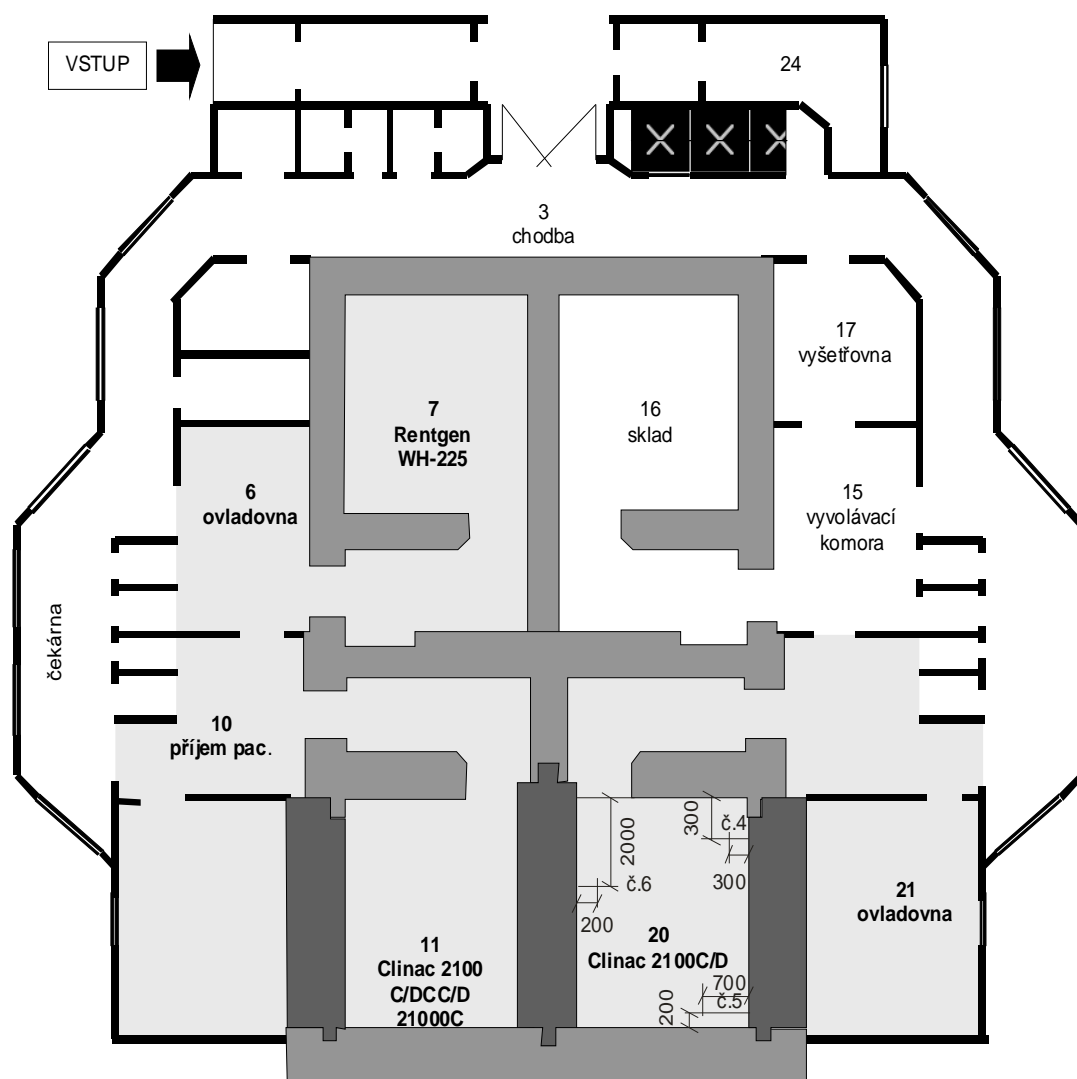 VSTUP
24
3
chodba
17
vyšetřovna
7
Rentgen
WH-225
16
sklad
6
ovladovna
15
vyvolávací
komora
čekárna
10
příjem pac.
300
č.4
2000
300
č.6
200
21
ovladovna
20
Clinac 2100C/D
11
Clinac 2100
C/DCC/D
21000C
700
č.5
200